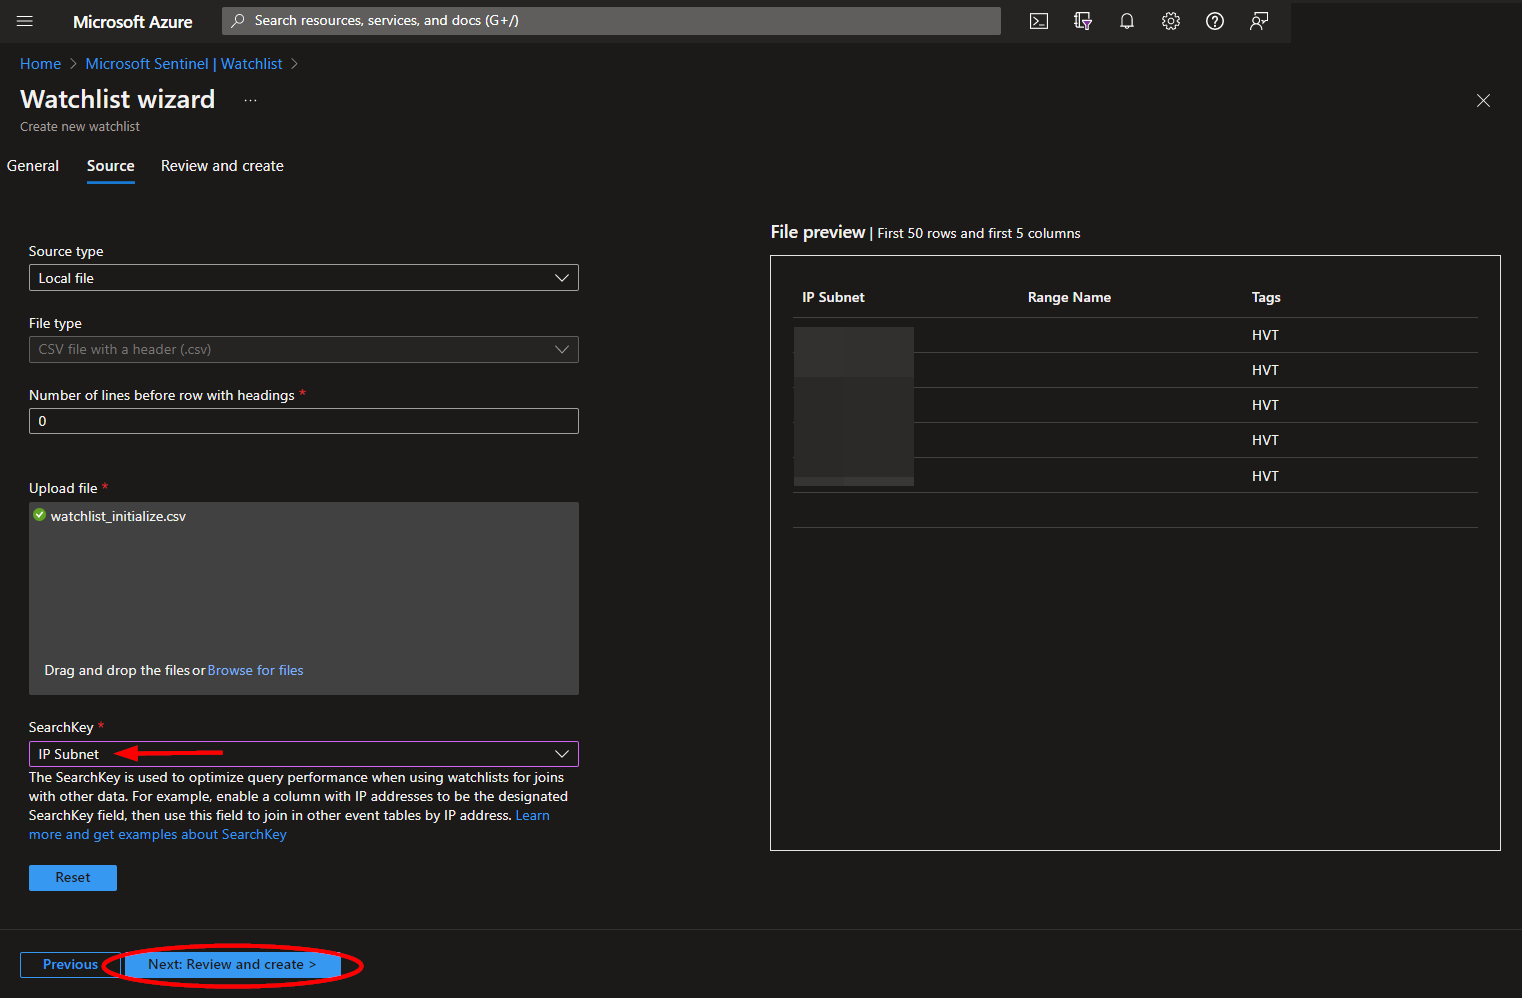 Microsoft Azure
Search resources, services, and docs (G+/)
Home > Microsoft Sentinel | Watchlist >
Watchlist wizard ...
Create new watchlist
General Source Review and create
Source type
Local file
File type
CSV file with a header (.csv)
Number of lines before row with headings *
0
Upload file *
watchlist_initialize.csv
Drag and drop the files or Browse for files
SearchKey *
IP Subnet
The SearchKey is used to optimize query performance when using watchlists for joins
with other data. For example, enable a column with IP addresses to be the designated
SearchKey field, then use this field to join in other event tables by IP address. Learn
more and get examples about SearchKey
Reset
File preview | First 50 rows and first 5 columns
IP Subnet Range Name Tags
HVT
HVT
HVT
HVT
HVT
Previous Next: Review and create >